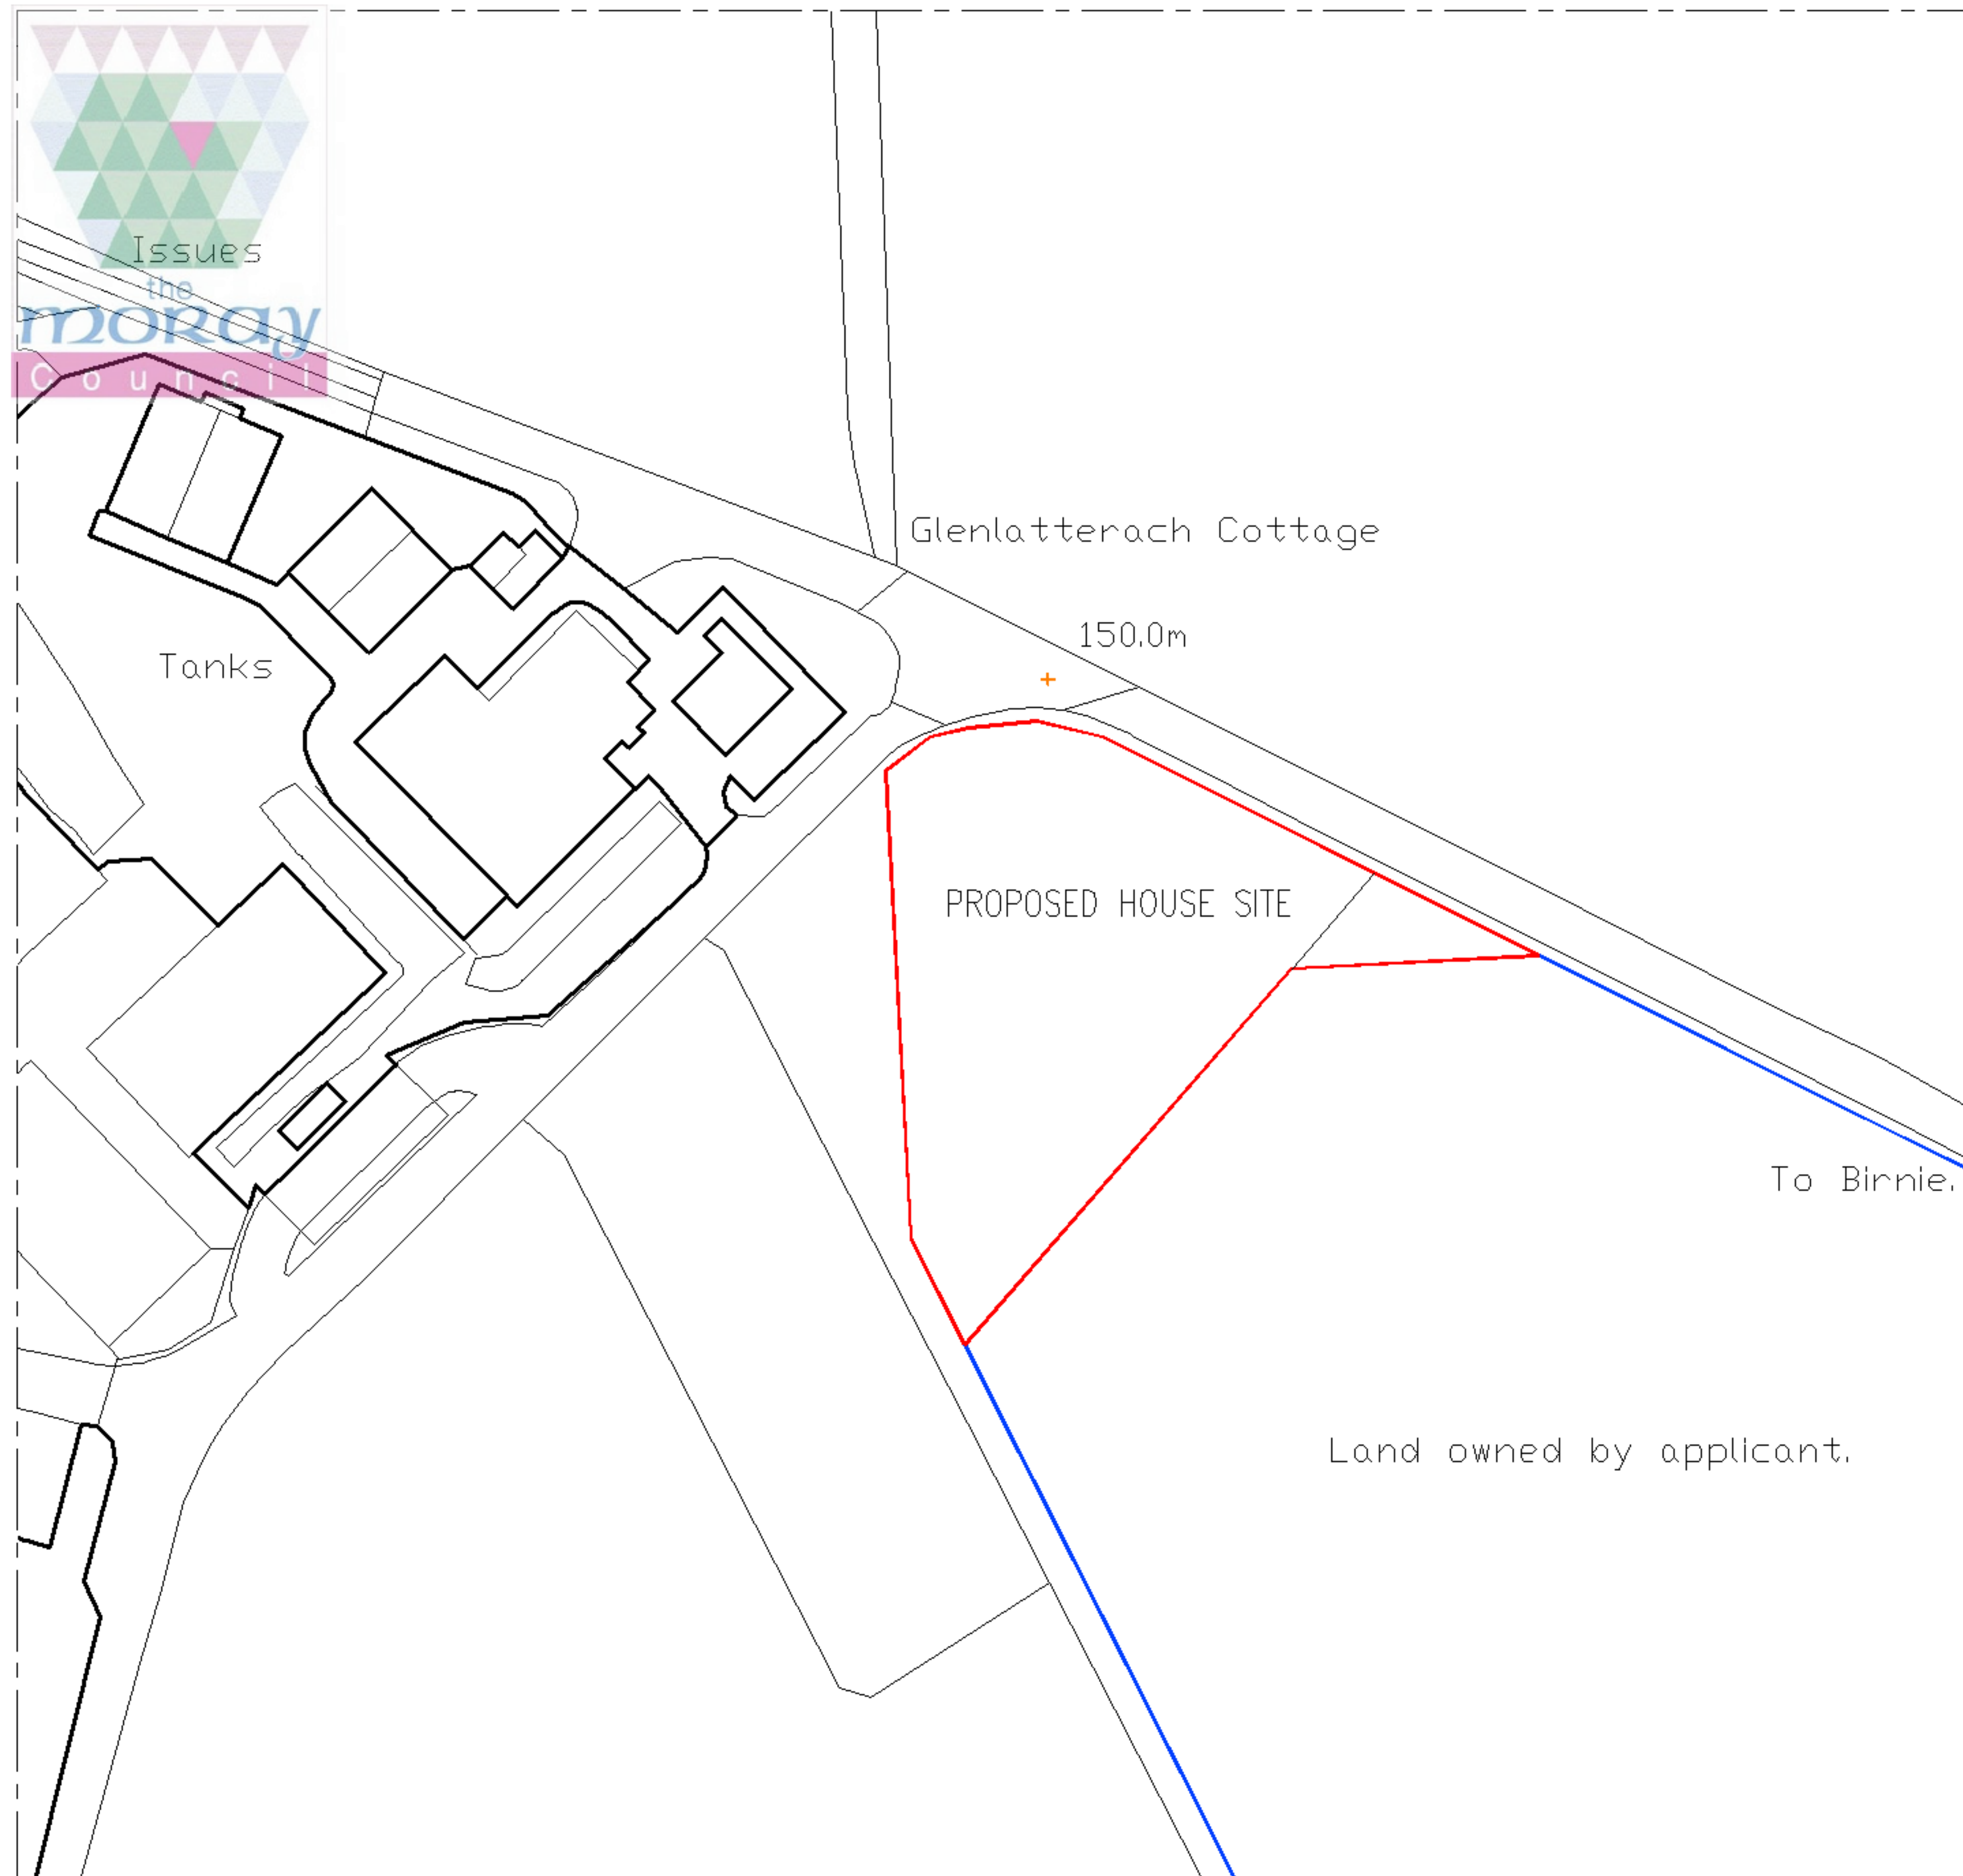 Issues
the
moray
Council
Glenlatterach Cottage
150.0m
Tanks
PROPOSED HOUSE SITE
To Birnie.
Land owned by applicant.